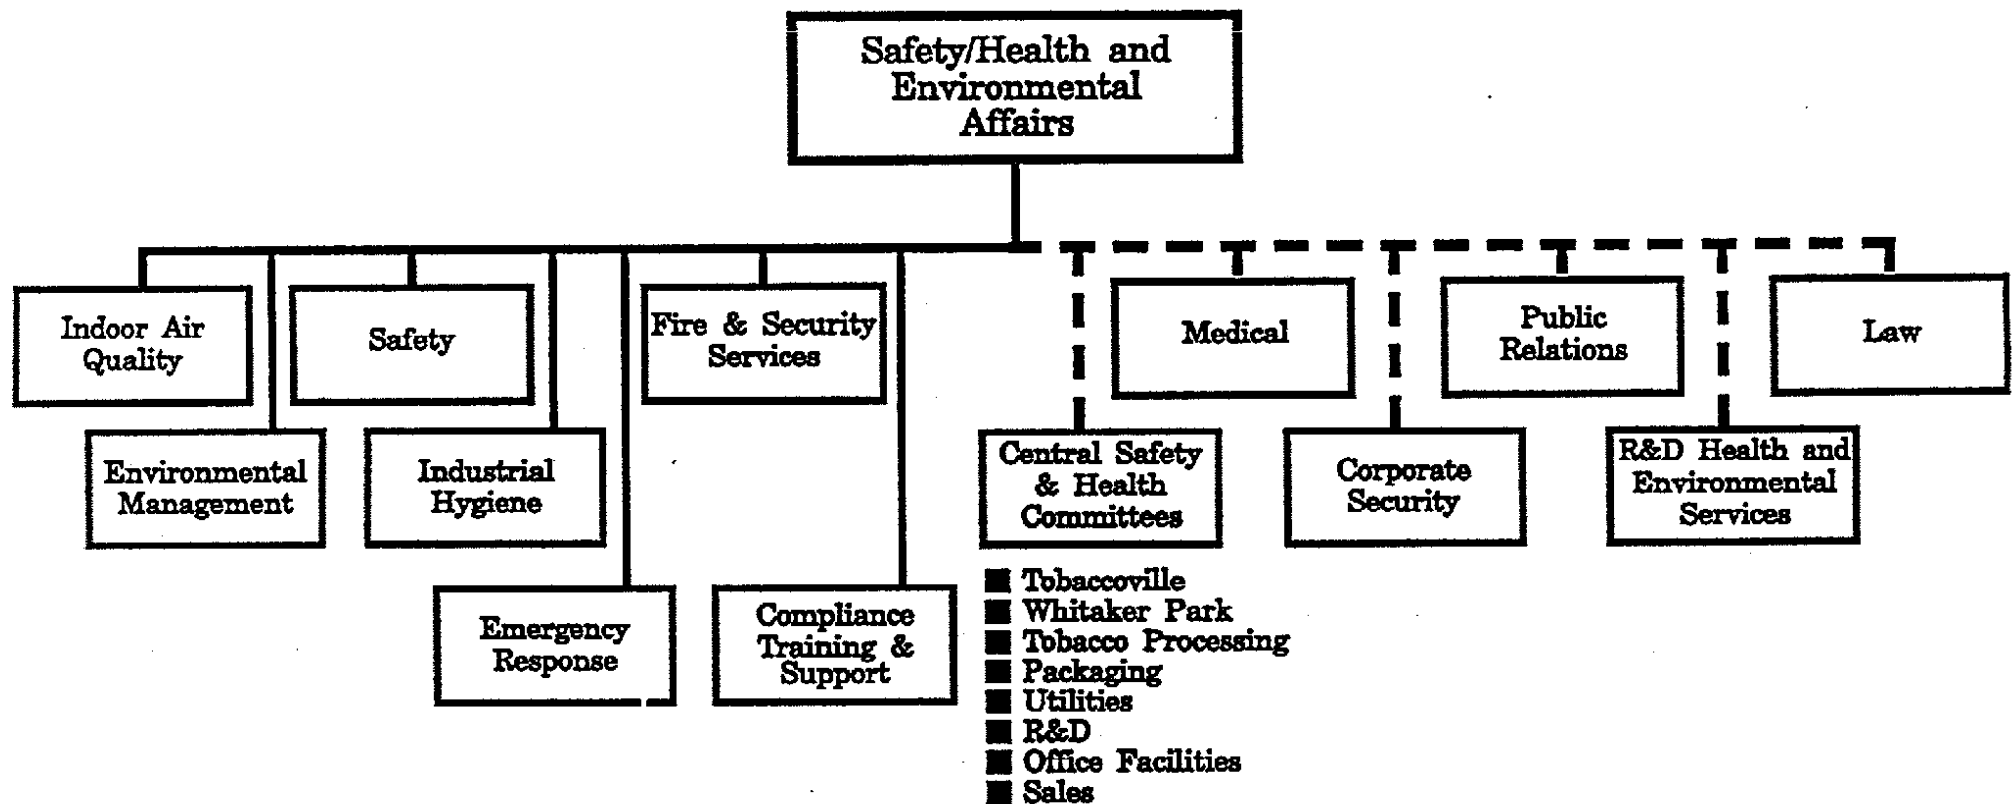 Safety/Health and
Environmental
Affairs
Indoor Air
Quality
Safety
Fire & Security
Services
Medical
Public
Relations
Law
Environmental
Management
Industrial
Hygiene
Central Safety
& Health
Committees
Corporate
Security
R&D Health and
Environmental
Services
Emergency
Response
Compliance
Training &
Support
Tobaccoville
Whitaker Park
Tobacco Processing
Packaging
Utilities
R&D
Office Facilities
Sales